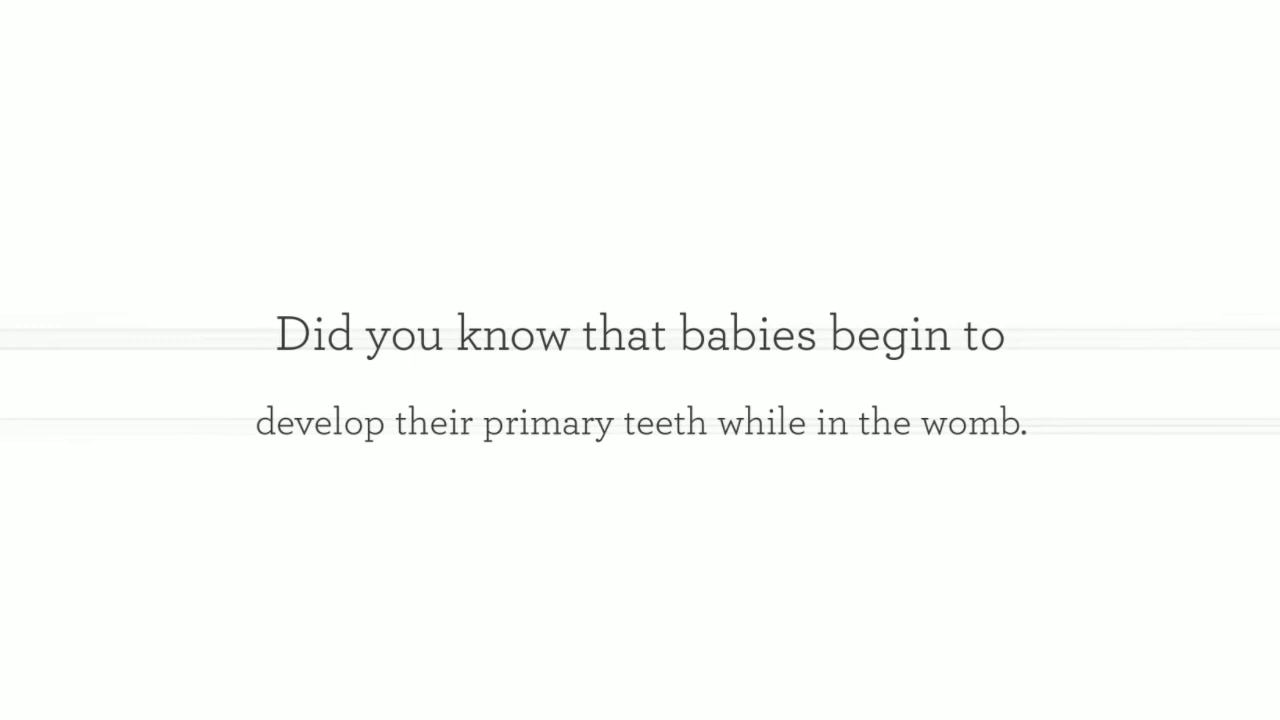 Did you know that babies begin to
develop their primary teeth while in the womb.